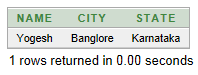 NAME CITY STATE
Yogesh Banglore Karnataka
1 rows returned in 0.00 seconds